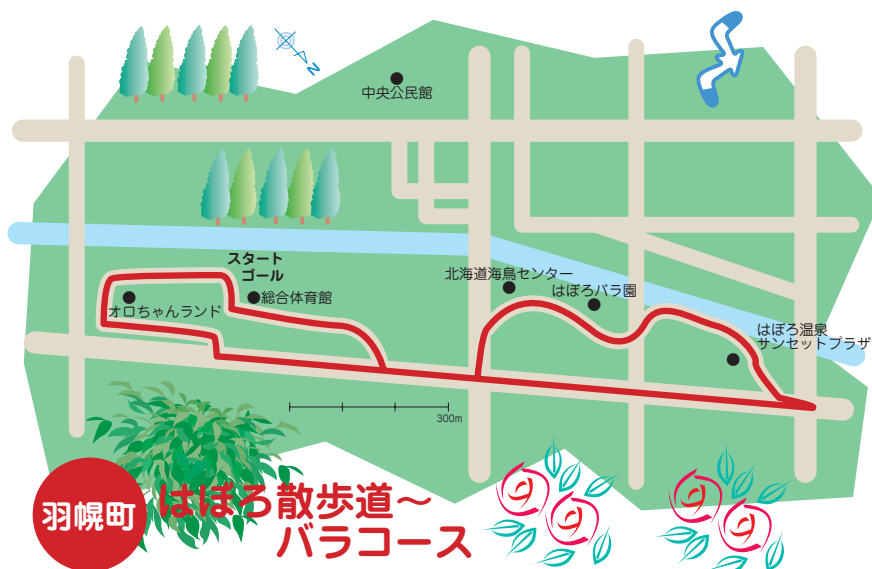 N
中央公民館
スタート
ゴール
総合体育館
オロちゃんランド
北海道海鳥センター
はぼろバラ園
はぼろ温泉
サンセットプラザ
300m
羽幌町
はぼろ散歩道～
バラコース